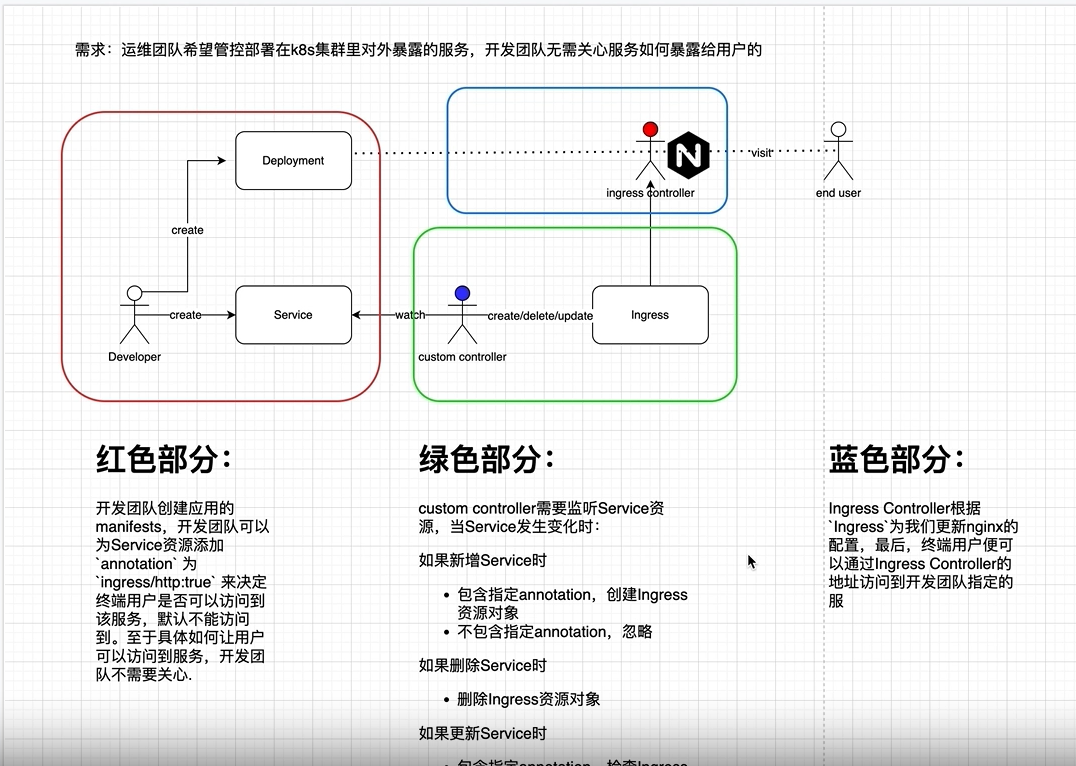 需求：运维团队希望管控部署在k8s集群里对外暴露的服务，开发团队无需关心服务如何暴露给用户的
Deployment
N
visit
ingress controller
end user
create
create
Service
watch
create/delete/update
Ingress
Developer
custom controller
红色部分：
开发团队创建应用的
manifests，开发团队可以
为Service资源添加
`annotation` 为
`ingress/http:true` 来决定
终端用户是否可以访问到
该服务，默认不能访问
到。至于具体如何让用户
可以访问到服务，开发团
队不需要关心.
绿色部分：
custom controller需要监听Service资
源，当Service发生变化时：
如果新增Service时
• 包含指定annotation，创建Ingress
资源对象
• 不包含指定annotation，忽略
如果删除Service时
• 删除Ingress资源对象
如果更新Service时
• 包含指定annotation，检查Ingress
蓝色部分：
Ingress Controller根据
`Ingress`为我们更新nginx的
配置，最后，终端用户便可
以通过Ingress Controller的
地址访问到开发团队指定的
服